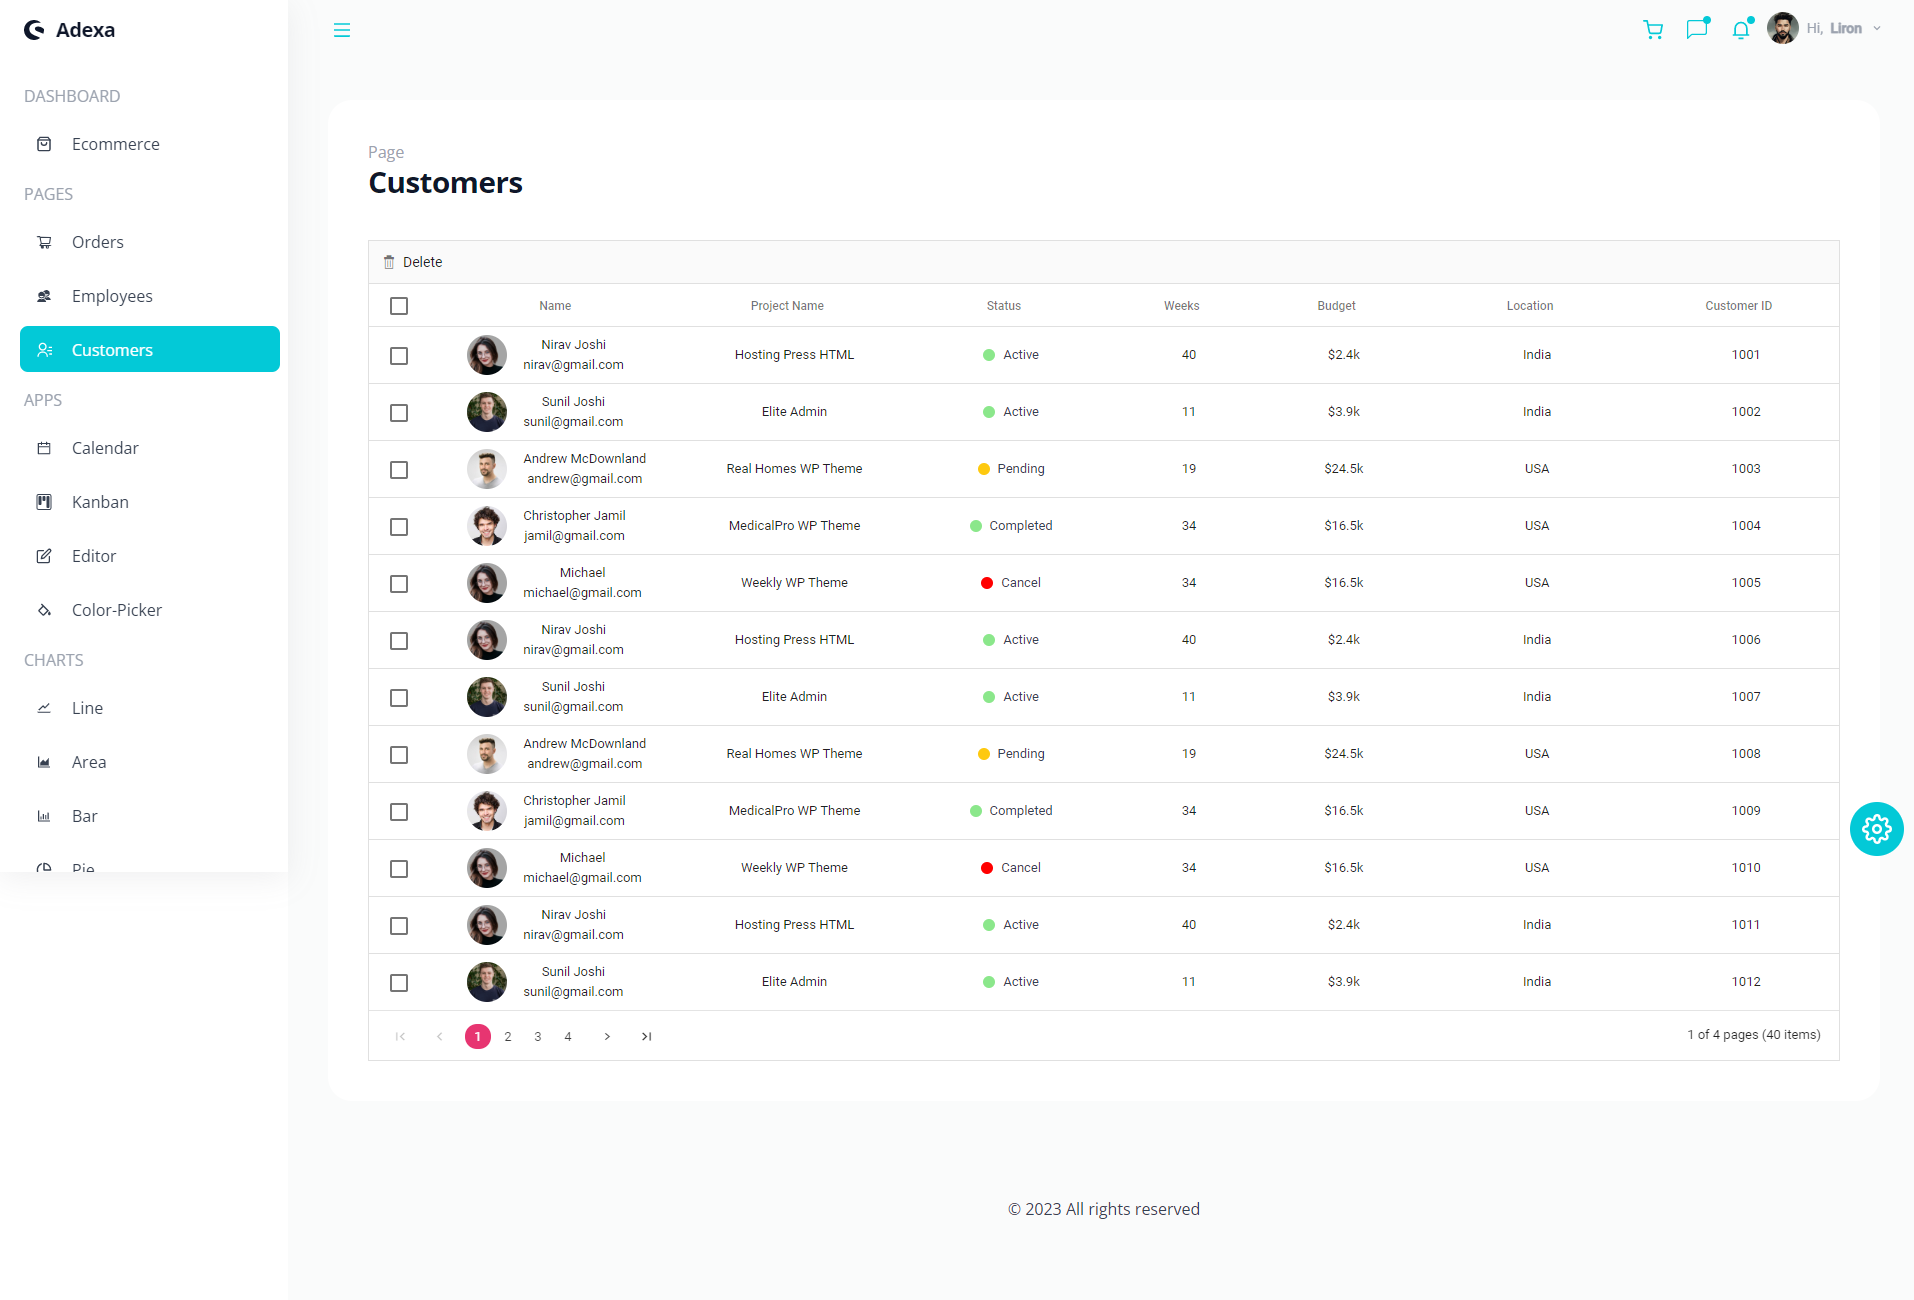 Adexa
Hi, Liron
DASHBOARD
Ecommerce
PAGES
Orders
Employees
Customers
APPS
Calendar
Kanban
Editor
Color-Picker
CHARTS
Line
Area
Bar
Pie
Page
Customers
Delete
Name Project Name Status Weeks Budget Location Customer ID
Nirav Joshi
nirav@gmail.com Hosting Press HTML Active 40 $2.4k India 1001
Sunil Joshi
sunil@gmail.com Elite Admin Active 11 $3.9k India 1002
Andrew McDownland
andrew@gmail.com Real Homes WP Theme Pending 19 $24.5k USA 1003
Christopher Jamil
jamil@gmail.com MedicalPro WP Theme Completed 34 $16.5k USA 1004
Michael
michael@gmail.com Weekly WP Theme Cancel 34 $16.5k USA 1005
Nirav Joshi
nirav@gmail.com Hosting Press HTML Active 40 $2.4k India 1006
Sunil Joshi
sunil@gmail.com Elite Admin Active 11 $3.9k India 1007
Andrew McDownland
andrew@gmail.com Real Homes WP Theme Pending 19 $24.5k USA 1008
Christopher Jamil
jamil@gmail.com MedicalPro WP Theme Completed 34 $16.5k USA 1009
Michael
michael@gmail.com Weekly WP Theme Cancel 34 $16.5k USA 1010
Nirav Joshi
nirav@gmail.com Hosting Press HTML Active 40 $2.4k India 1011
Sunil Joshi
sunil@gmail.com Elite Admin Active 11 $3.9k India 1012
1 2 3 4
1 of 4 pages (40 items)
© 2023 All rights reserved